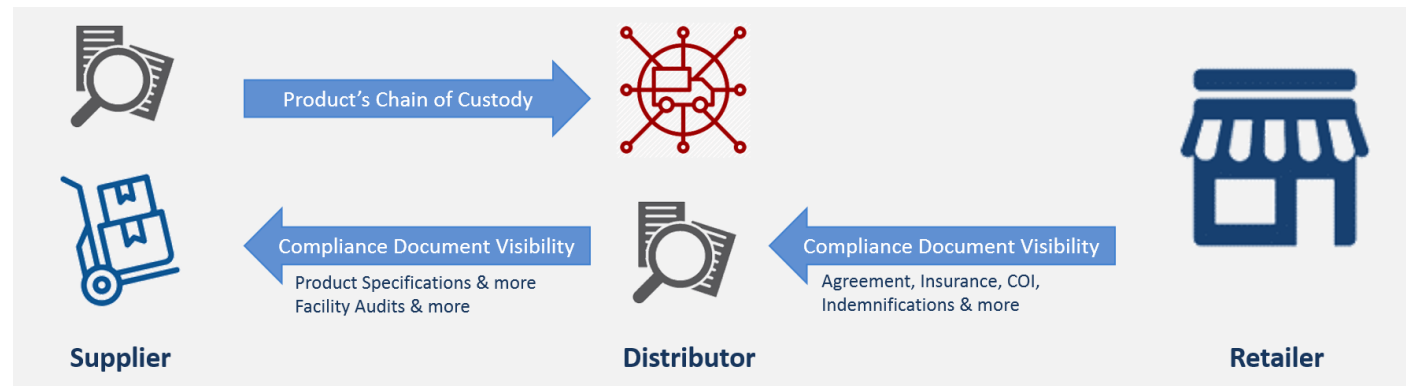 Product's Chain of Custody
Compliance Document Visibility
Product Specifications & more
Facility Audits & more
Compliance Document Visibility
Agreement, Insurance, COI,
Indemnifications & more
Supplier
Distributor
Retailer